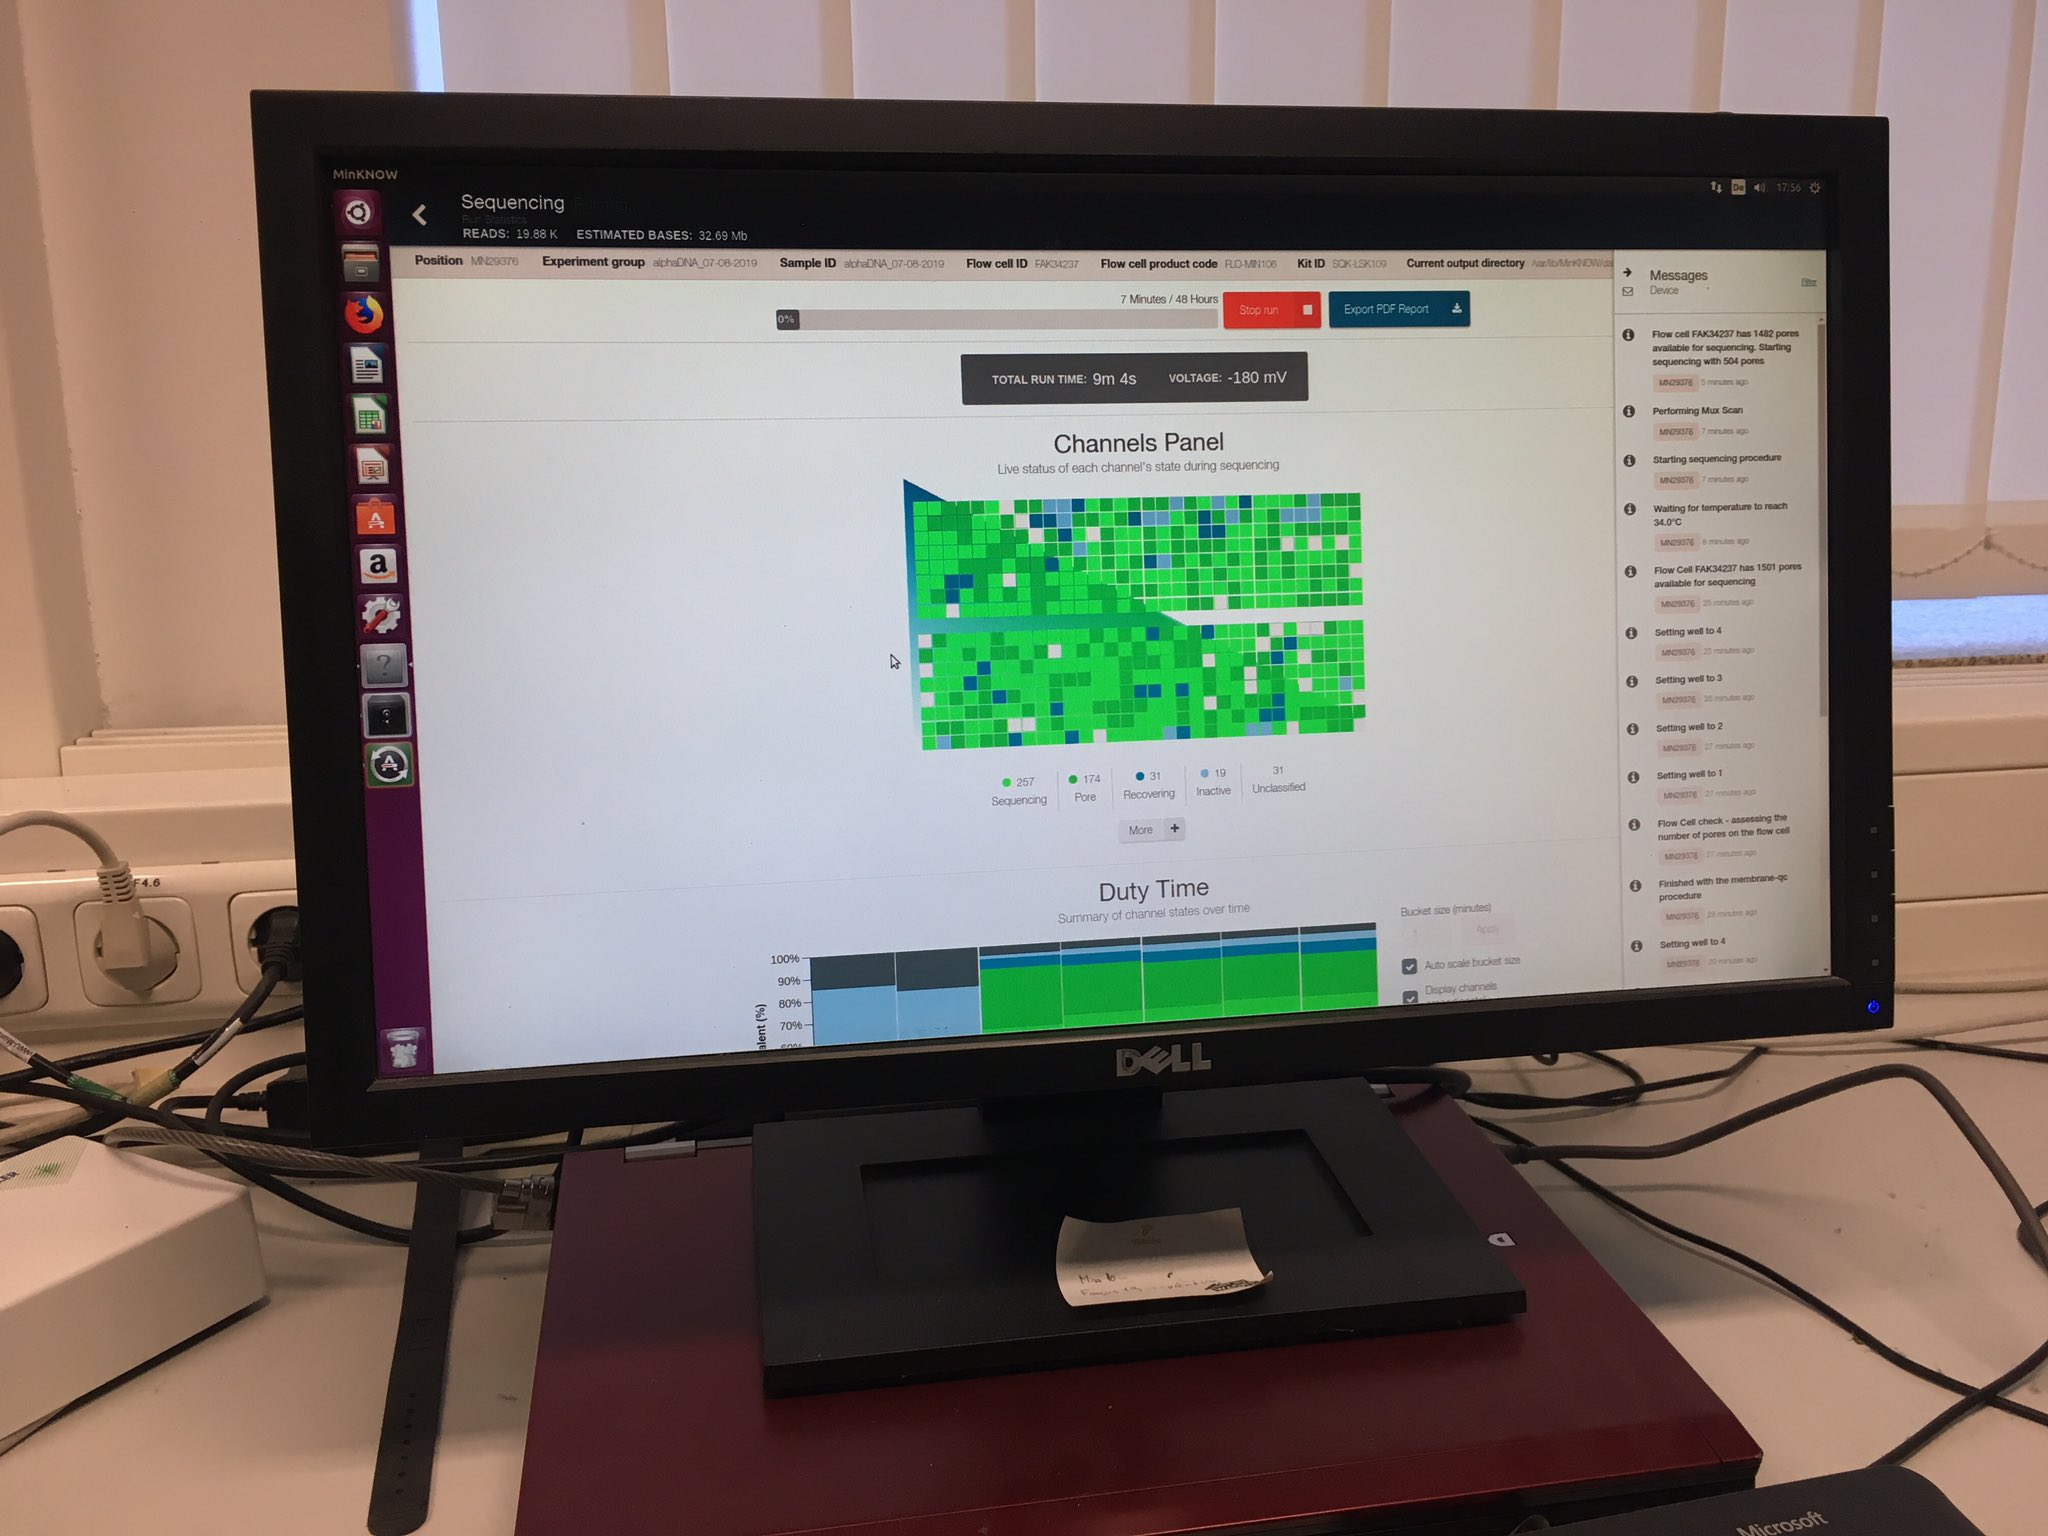 MinKNOW
De 17:56
Sequencing Running...
Run Statistics
READS: 19.88 K ESTIMATED BASES: 32.69 Mb
Position MN29376 Experiment group alphaDNA_07-08-2019 Sample ID alphaDNA_07-08-2019 Flow cell ID FAK34237 Flow cell product code FLO-MIN106 Kit ID SQK-LSK109 Current output directory /var/lib/MinKNOW/da
7 Minutes / 48 Hours
0%
Stop run
Export PDF Report
TOTAL RUN TIME: 9m 4s VOLTAGE: -180 mV
Channels Panel
Live status of each channel's state during sequencing
257 174 31 19 31
Sequencing Pore Recovering Inactive Unclassified
More +
Duty Time
Summary of channel states over time
100%
90%
80%
70%
60%
Bucket size (minutes)
Apply
Auto scale bucket size
Display channels
Messages
Device
Filter
Flow cell FAK34237 has 1482 pores
available for sequencing. Starting
sequencing with 504 pores
MN29376 5 minutes ago
Performing Mux Scan
MN29376 7 minutes ago
Starting sequencing procedure
MN29376 7 minutes ago
Waiting for temperature to reach
34.0°C
MN29376 8 minutes ago
Flow Cell FAK34237 has 1501 pores
available for sequencing
MN29376 25 minutes ago
Setting well to 4
MN29376 25 minutes ago
Setting well to 3
MN29376 26 minutes ago
Setting well to 2
MN29376 27 minutes ago
Setting well to 1
MN29376 27 minutes ago
Flow Cell check - assessing the
number of pores on the flow cell
MN29376 27 minutes ago
Finished with the membrane-qc
procedure
MN29376 28 minutes ago
Setting well to 4
MN29376 29 minutes ago
DELL
F4.6
Microsoft